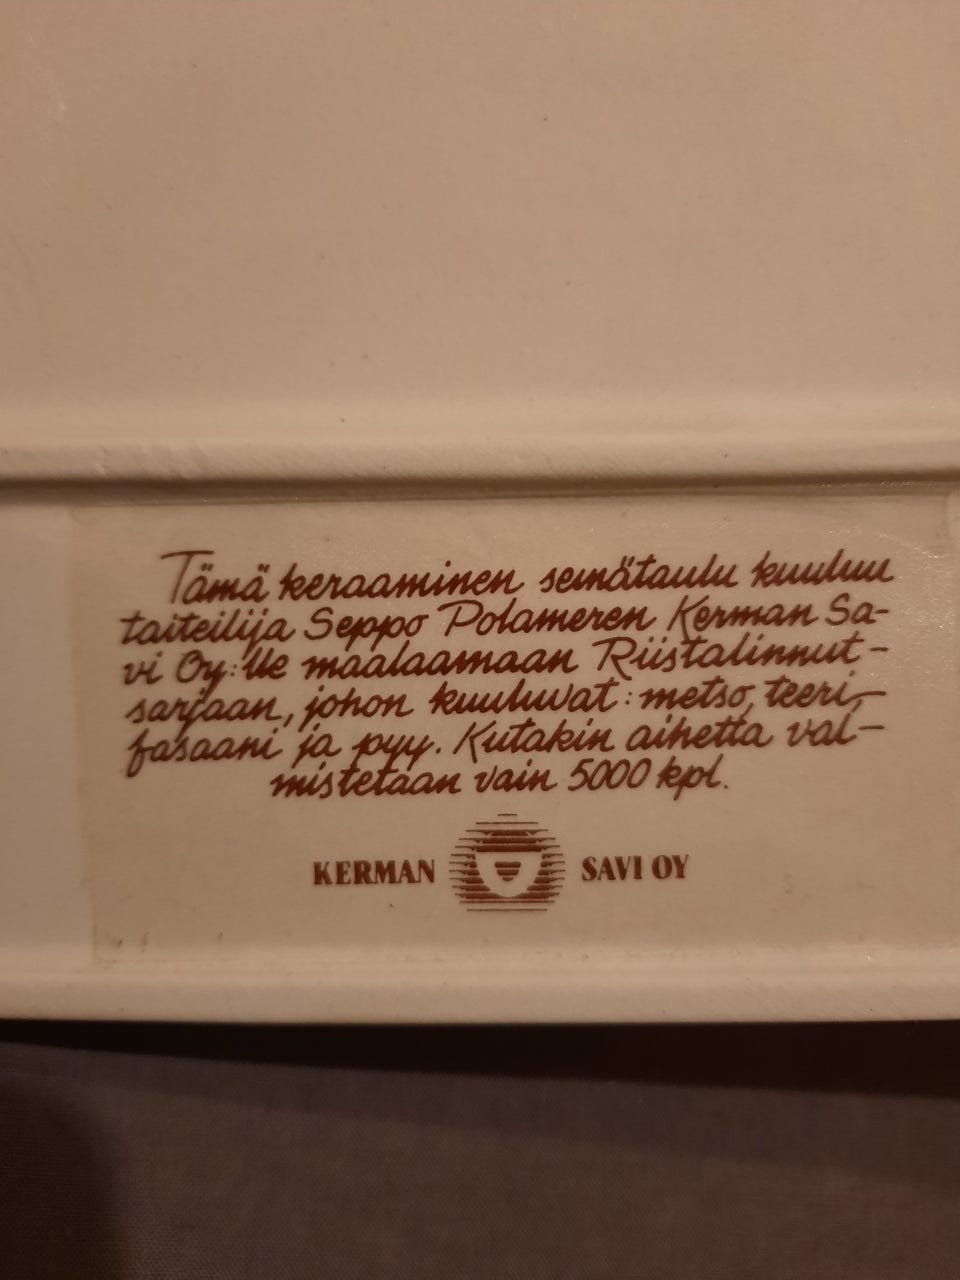 Tämä keraaminen seinätaulu kuuluu
taiteilija Seppo Polameren Kerman Sa-
vi Oy:lle maalaamaan Riistalinnut-
sarjaan, johon kuuluvat: metso, teeri,
fasaani ja pyy. Kutakin aihetta val-
mistetaan vain 5000 kpl.
KERMAN SAVI OY